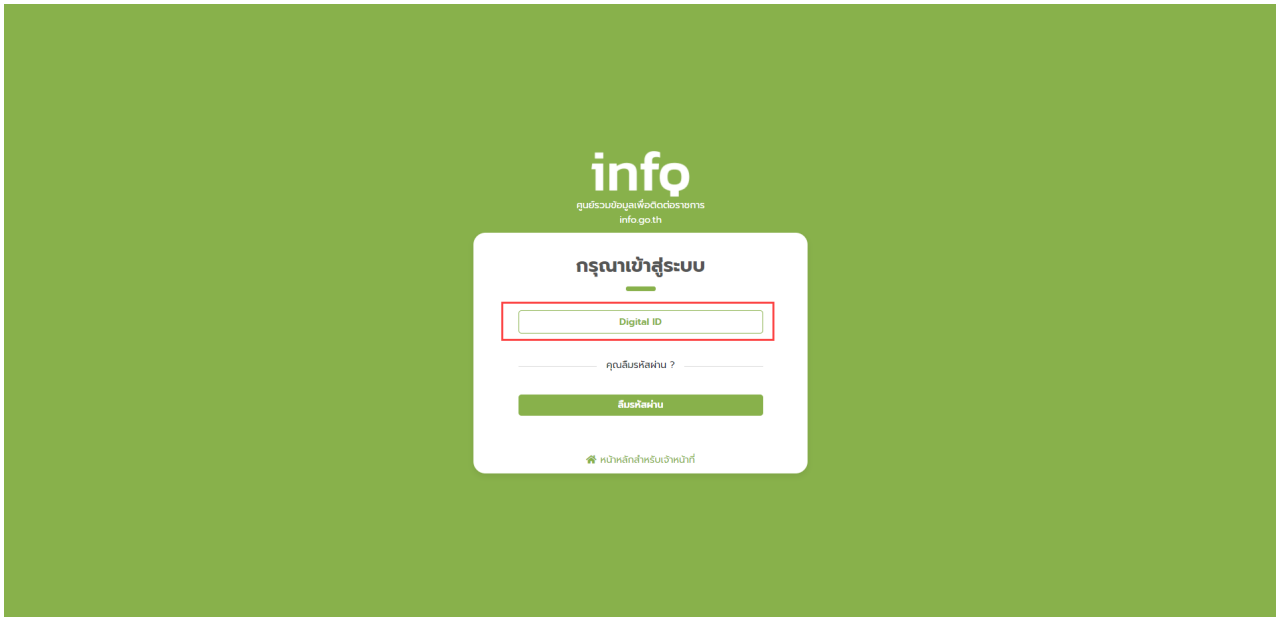 info
ศูนย์รวมข้อมูลเพื่อติดต่อราชการ
info.go.th
กรุณาเข้าสู่ระบบ
Digital ID
คุณลืมรหัสผ่าน ?
ลืมรหัสผ่าน
หน้าหลักสำหรับเจ้าหน้าที่